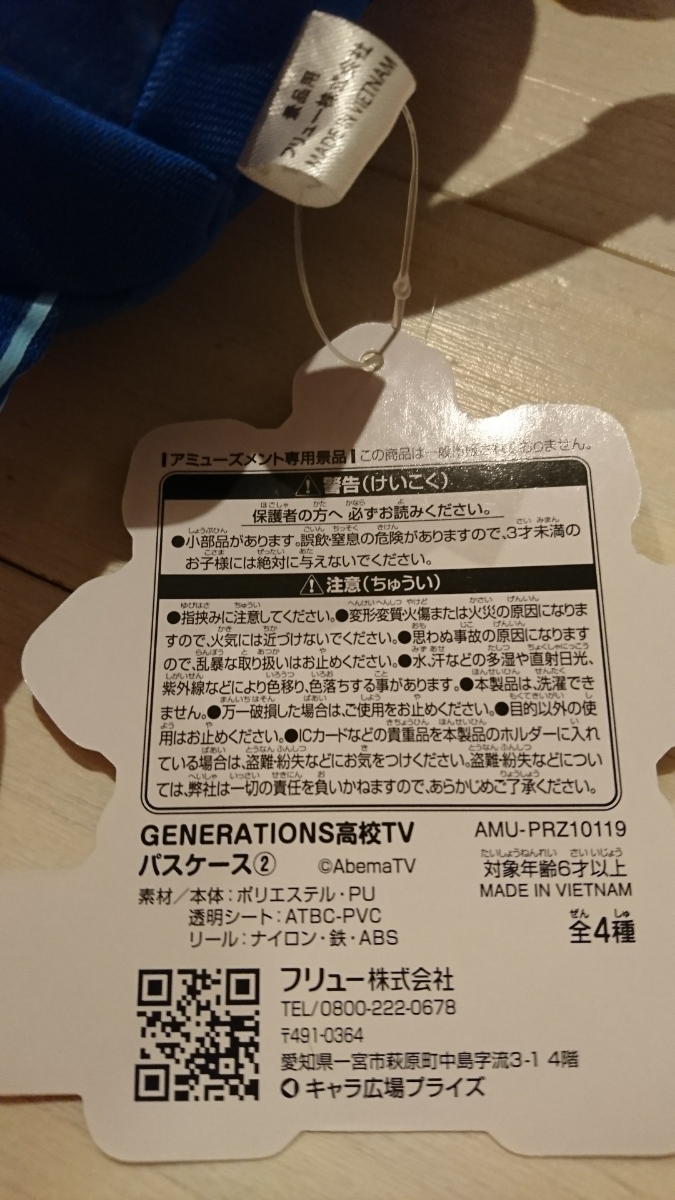 景品用
フリュー株式会社
MADE IN VIETNAM
アミューズメント専用景品 この商品は一般市販されておりません。
警告(けいこく)
保護者の方へ 必ずお読みください。
●小部品があります。誤飲・窒息の危険がありますので、3才未満の
お子様には絶対に与えないでください。
注意(ちゅうい)
●指挟みに注意してください。●変形変質・火傷または火災の原因になりま
すので、火気には近づけないでください。●思わぬ事故の原因になります
ので、乱暴な取り扱いはお止めください。●水、汗などの多湿や直射日光、
紫外線などにより色移り、色落ちする事があります。●本製品は、洗濯でき
ません。●万一破損した場合は、ご使用をお止めください。●目的以外の使
用はお止めください。●ICカードなどの貴重品を本製品のホルダーに入れ
ている場合は、盗難・紛失などにお気をつけください。盗難・紛失などについ
ては、弊社は一切の責任を負いかねますので、あらかじめご了承ください。
GENERATIONS高校TV AMU-PRZ10119
パスケース② ©AbemaTV 対象年齢6才以上
素材/本体:ポリエステル・PU MADE IN VIETNAM
透明シート:ATBC-PVC
リール:ナイロン・鉄・ABS 全4種
フリュー株式会社
TEL/0800-222-0678
〒491-0364
愛知県一宮市萩原町中島字流3-1 4階
キャラ広場プライズ